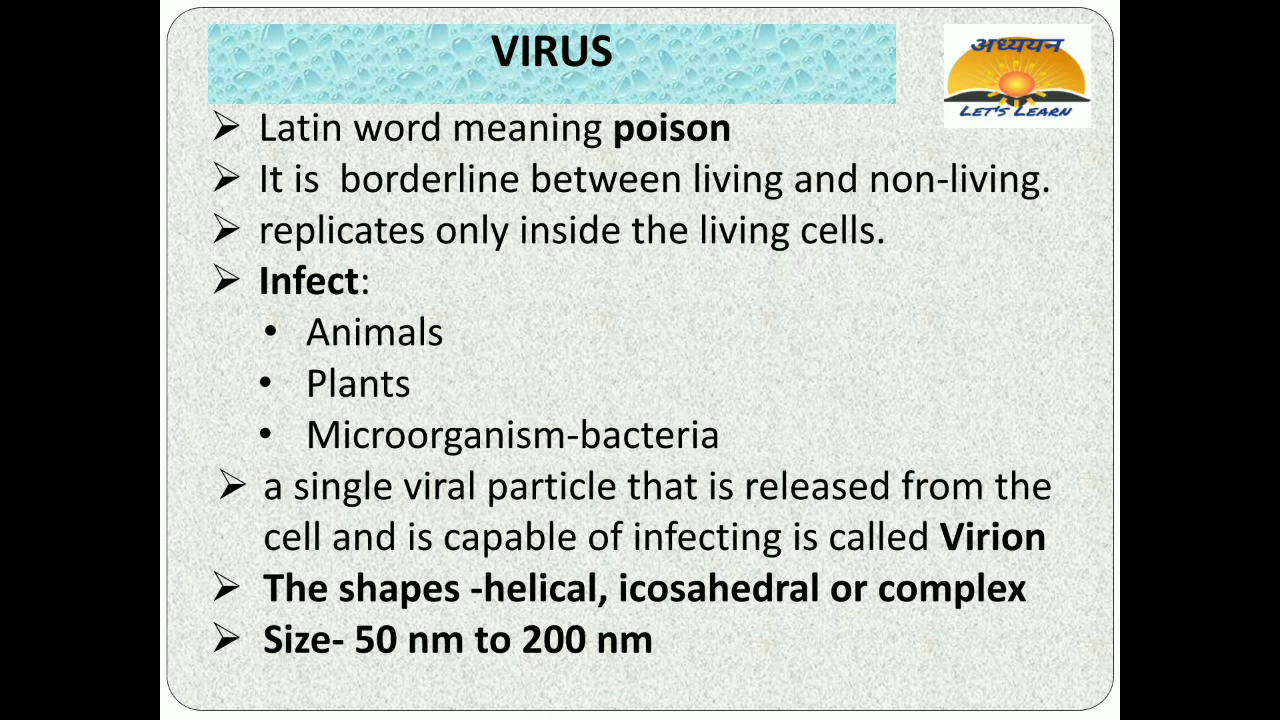 VIRUS
अध्ययन
LET'S LEARN
➢ Latin word meaning poison
➢ It is  borderline between living and non-living.
➢ replicates only inside the living cells.
➢ Infect:
• Animals
• Plants
• Microorganism-bacteria
➢ a single viral particle that is released from the
cell and is capable of infecting is called Virion
➢ The shapes -helical, icosahedral or complex
➢ Size- 50 nm to 200 nm